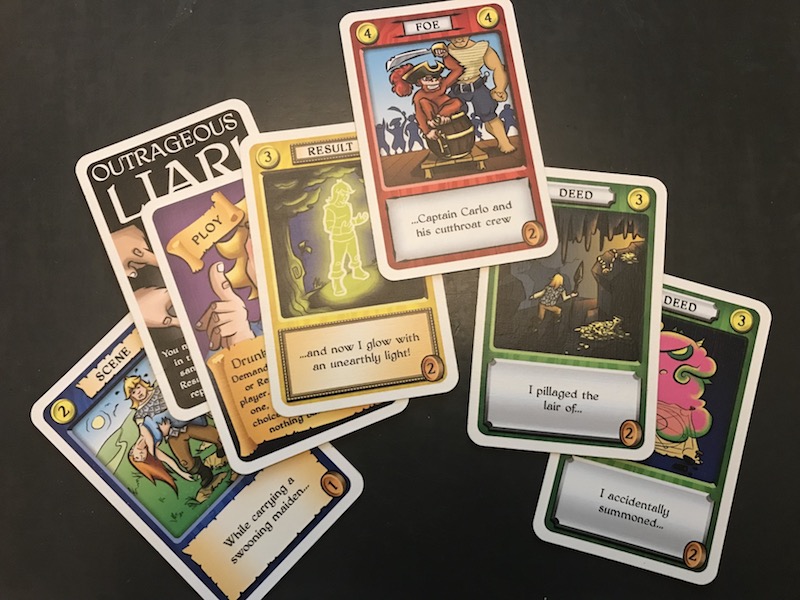 4
FOE
4
...Captain Carlo and
his cutthroat crew
2
OUTRAGEOUS
LIAR!
You
in t
san
Resu
rep
PLOY
Drun
Demand
or Re
player.
one,
choic
nothing
3
RESULT
...and now I glow with
an unearthly light!
2
DEED
3
I pillaged the
lair of...
2
DEED
3
I accidentally
summoned...
2
2
SCENE
While carrying a
swooning maiden...
1